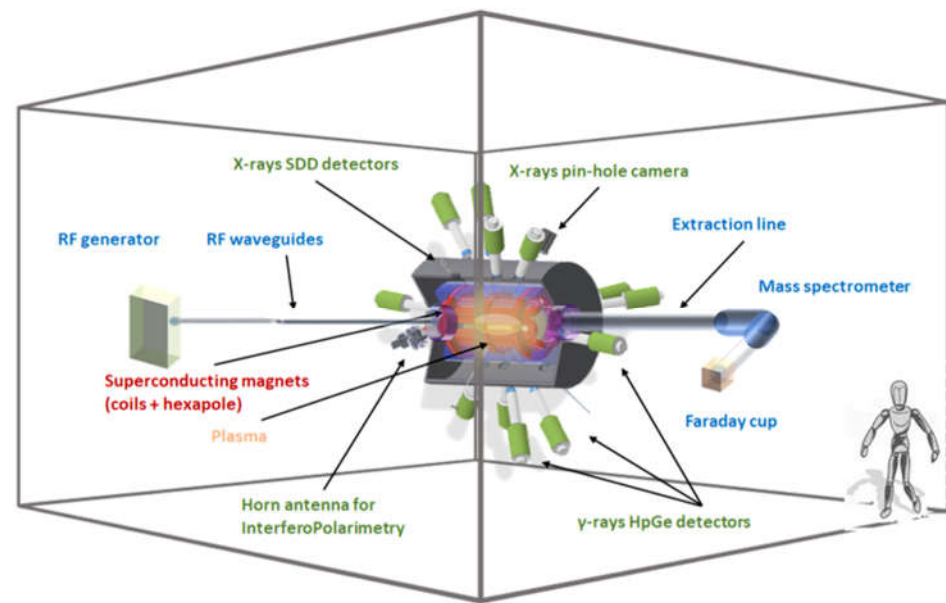 X-rays SDD detectors
X-rays pin-hole camera
RF generator
RF waveguides
Extraction line
Mass spectrometer
Superconducting magnets
(coils + hexapole)
Plasma
Faraday cup
Horn antenna for
InterferoPolarimetry
γ-rays HpGe detectors